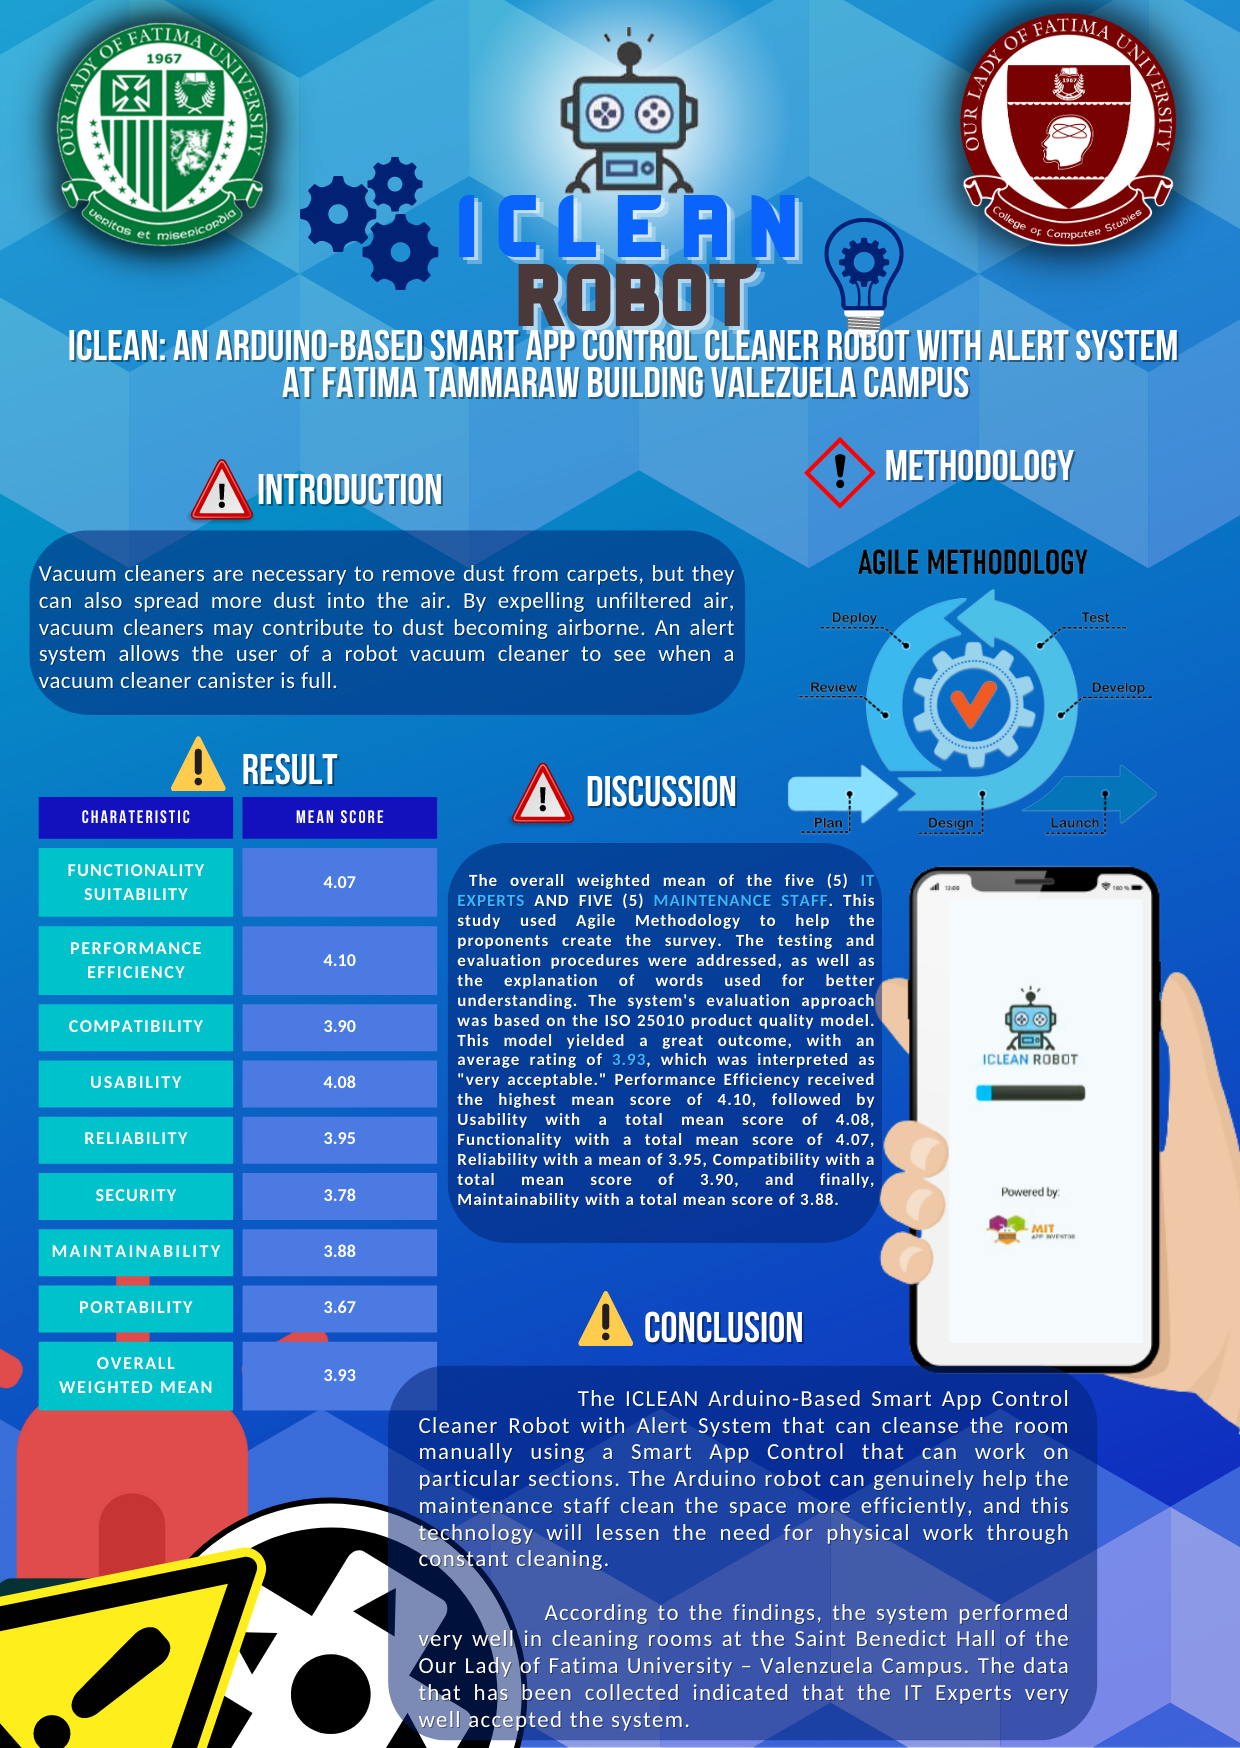 OUR LADY OF FATIMA UNIVERSITY
1967
Veritas et misericordia
OUR LADY OF FATIMA UNIVERSITY
1967
College of Computer Studies
ICLEAN
ROBOT
ICLEAN: AN ARDUINO-BASED SMART APP CONTROL CLEANER ROBOT WITH ALERT SYSTEM
AT FATIMA TAMMARAW BUILDING VALEZUELA CAMPUS
INTRODUCTION
Vacuum cleaners are necessary to remove dust from carpets, but they
can also spread more dust into the air. By expelling unfiltered air,
vacuum cleaners may contribute to dust becoming airborne. An alert
system allows the user of a robot vacuum cleaner to see when a
vacuum cleaner canister is full.
METHODOLOGY
AGILE METHODOLOGY
Deploy
Test
Review
Develop
Plan
Design
Launch
RESULT
CHARATERISTIC MEAN SCORE
FUNCTIONALITY
SUITABILITY
4.07
PERFORMANCE
EFFICIENCY
4.10
COMPATIBILITY 3.90
USABILITY 4.08
RELIABILITY 3.95
SECURITY 3.78
MAINTAINABILITY 3.88
PORTABILITY 3.67
OVERALL
WEIGHTED MEAN
3.93
DISCUSSION
The overall weighted mean of the five (5) IT
EXPERTS AND FIVE (5) MAINTENANCE STAFF. This
study used Agile Methodology to help the
proponents create the survey. The testing and
evaluation procedures were addressed, as well as
the explanation of words used for better
understanding. The system's evaluation approach
was based on the ISO 25010 product quality model.
This model yielded a great outcome, with an
average rating of 3.93, which was interpreted as
"very acceptable." Performance Efficiency received
the highest mean score of 4.10, followed by
Usability with a total mean score of 4.08,
Functionality with a total mean score of 4.07,
Reliability with a mean of 3.95, Compatibility with a
total mean score of 3.90, and finally,
Maintainability with a total mean score of 3.88.
12:00
100 %
ICLEAN ROBOT
Powered by:
MIT
APP INVENTOR
CONCLUSION
The ICLEAN Arduino-Based Smart App Control
Cleaner Robot with Alert System that can cleanse the room
manually using a Smart App Control that can work on
particular sections. The Arduino robot can genuinely help the
maintenance staff clean the space more efficiently, and this
technology will lessen the need for physical work through
constant cleaning.
According to the findings, the system performed
very well in cleaning rooms at the Saint Benedict Hall of the
Our Lady of Fatima University – Valenzuela Campus. The data
that has been collected indicated that the IT Experts very
well accepted the system.